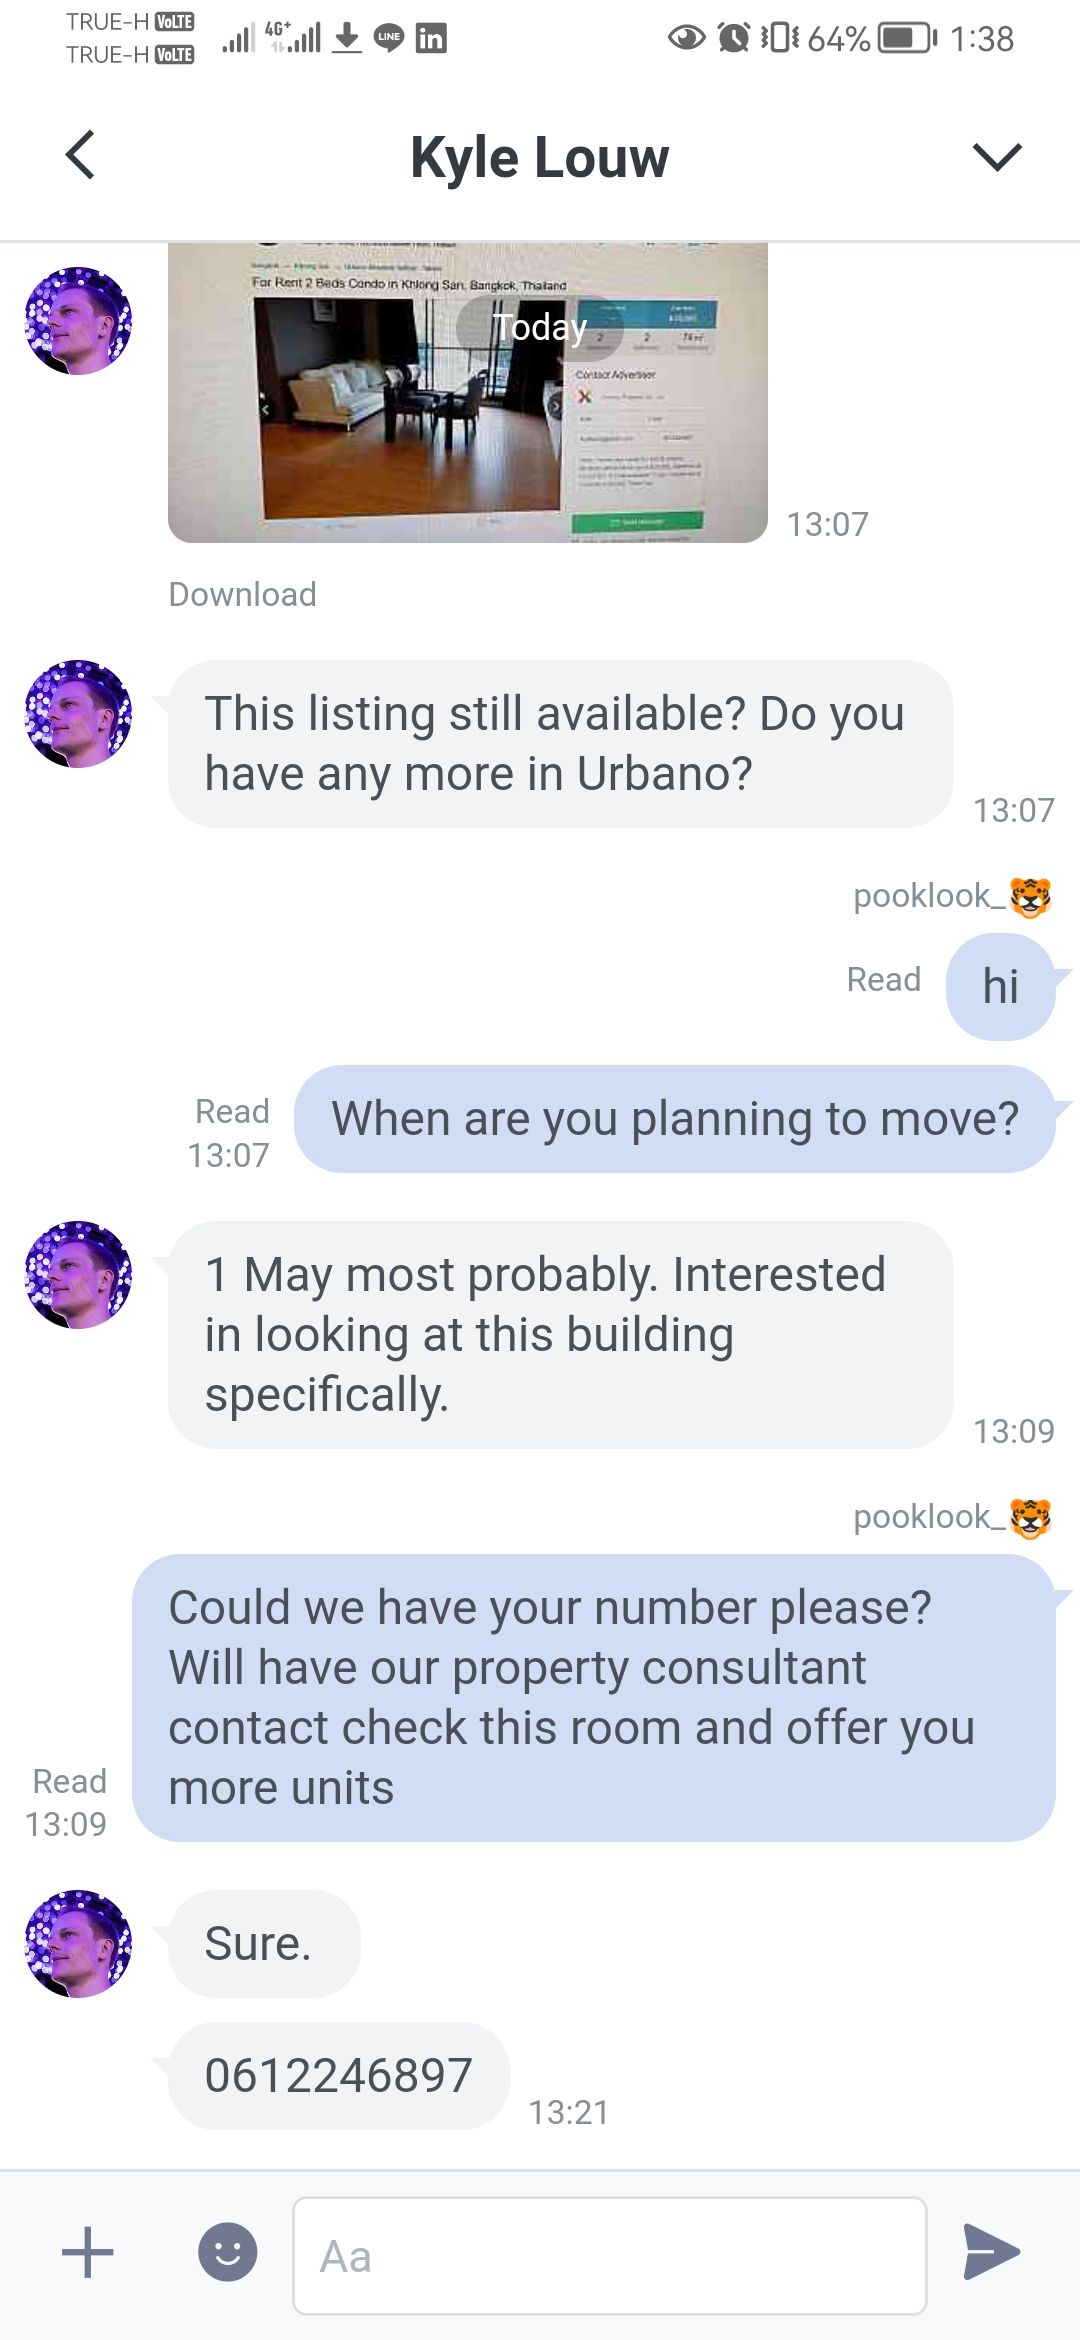 TRUE-H VoLTE
TRUE-H VoLTE
4G+
LINE
in
64%
1:38
Kyle Louw
For Rent 2 Beds Condo in Khlong San, Bangkok, Thailand
Today
2 2
Contact Advertiser
13:07
Download
This listing still available? Do you
have any more in Urbano?
13:07
pooklook_🐯
Read
hi
When are you planning to move?
Read
13:07
1 May most probably. Interested
in looking at this building
specifically.
13:09
pooklook_🐯
Could we have your number please?
Will have our property consultant
contact check this room and offer you
more units
Read
13:09
Sure.
0612246897
13:21
Aa